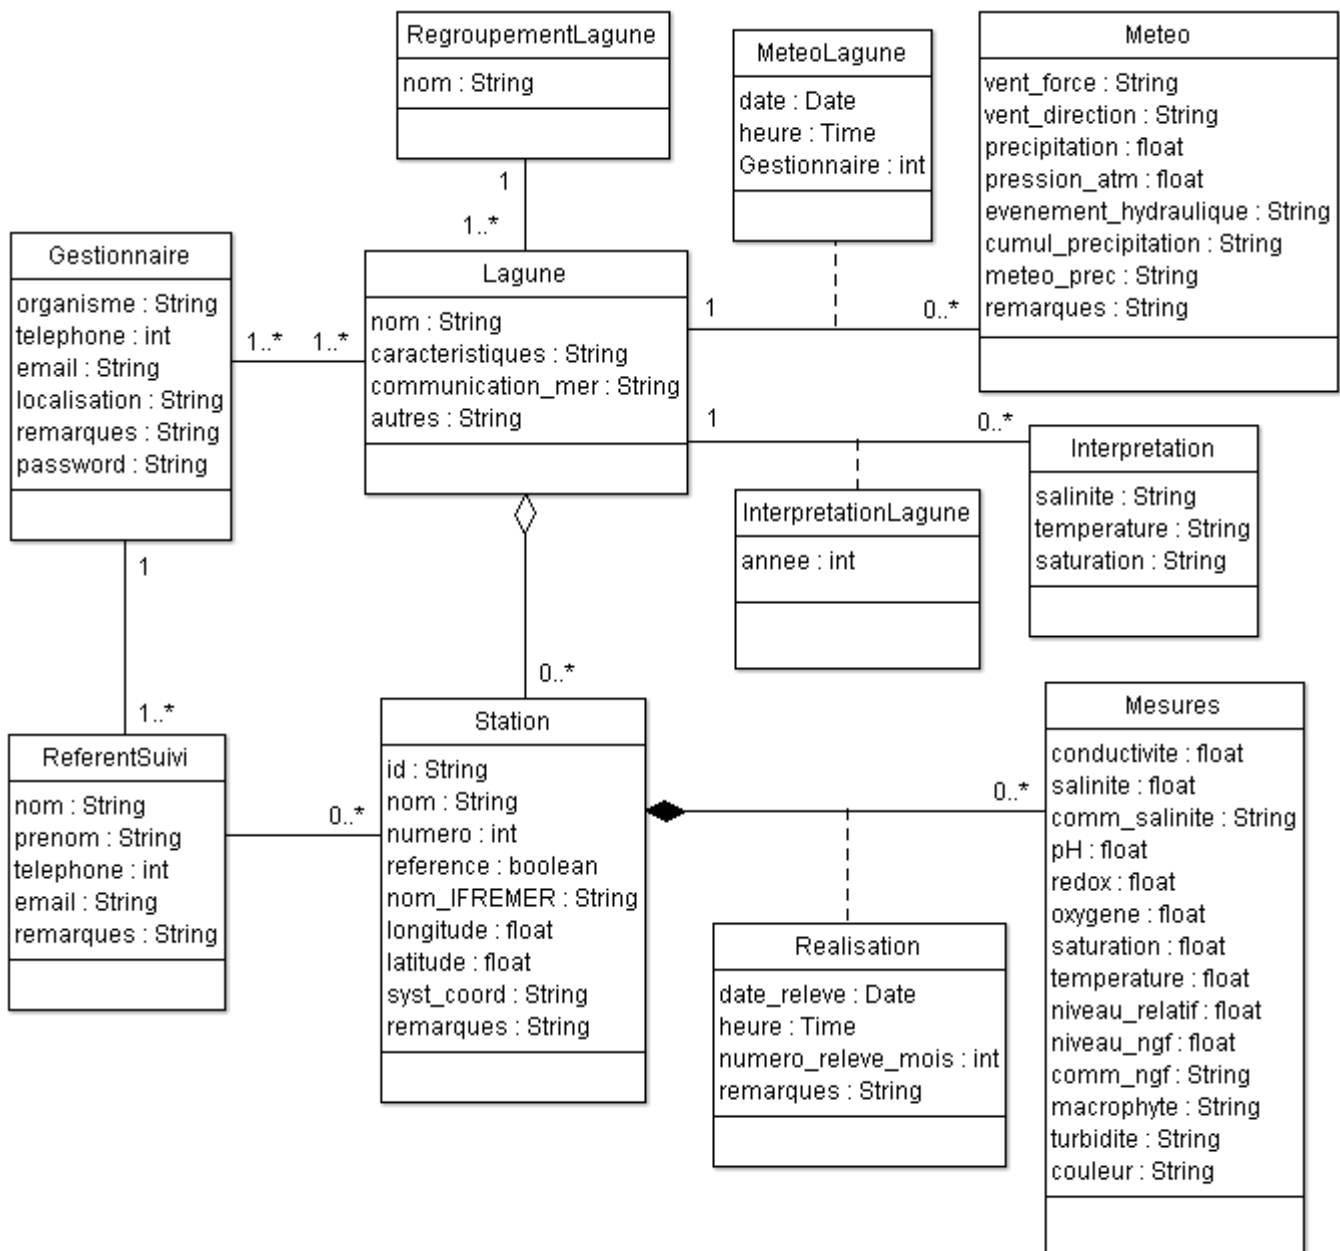 RegroupementLagune
nom : String
1
1..*
MeteoLagune
date : Date
heure : Time
Gestionnaire : int
Meteo
vent_force : String
vent_direction : String
precipitation : float
pression_atm : float
evenement_hydraulique : String
cumul_precipitation : String
meteo_prec : String
remarques : String
Gestionnaire
organisme : String
telephone : int
email : String
localisation : String
remarques : String
password : String
1..*
1..*
Lagune
nom : String
caracteristiques : String
communication_mer : String
autres : String
1
0..*
1
0..*
Interpretation
salinite : String
temperature : String
saturation : String
InterpretationLagune
annee : int
1
1..*
0..*
ReferentSuivi
nom : String
prenom : String
telephone : int
email : String
remarques : String
0..*
Station
id : String
nom : String
numero : int
reference : boolean
nom_IFREMER : String
longitude : float
latitude : float
syst_coord : String
remarques : String
0..*
Realisation
date_releve : Date
heure : Time
numero_releve_mois : int
remarques : String
Mesures
conductivite : float
salinite : float
comm_salinite : String
pH : float
redox : float
oxygene : float
saturation : float
temperature : float
niveau_relatif : float
niveau_ngf : float
comm_ngf : String
macrophyte : String
turbidite : String
couleur : String